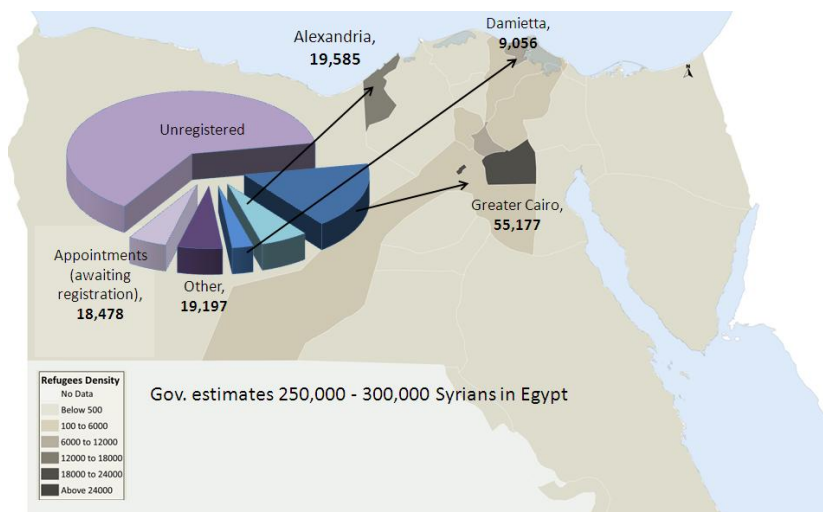 Alexandria,
19,585
Damietta,
9,056
Unregistered
Greater Cairo,
55,177
Appointments
(awaiting
registration),
18,478
Other,
19,197
Refugees Density
No Data
Below 500
100 to 6000
6000 to 12000
12000 to 18000
18000 to 24000
Above 24000
Gov. estimates 250,000 - 300,000 Syrians in Egypt